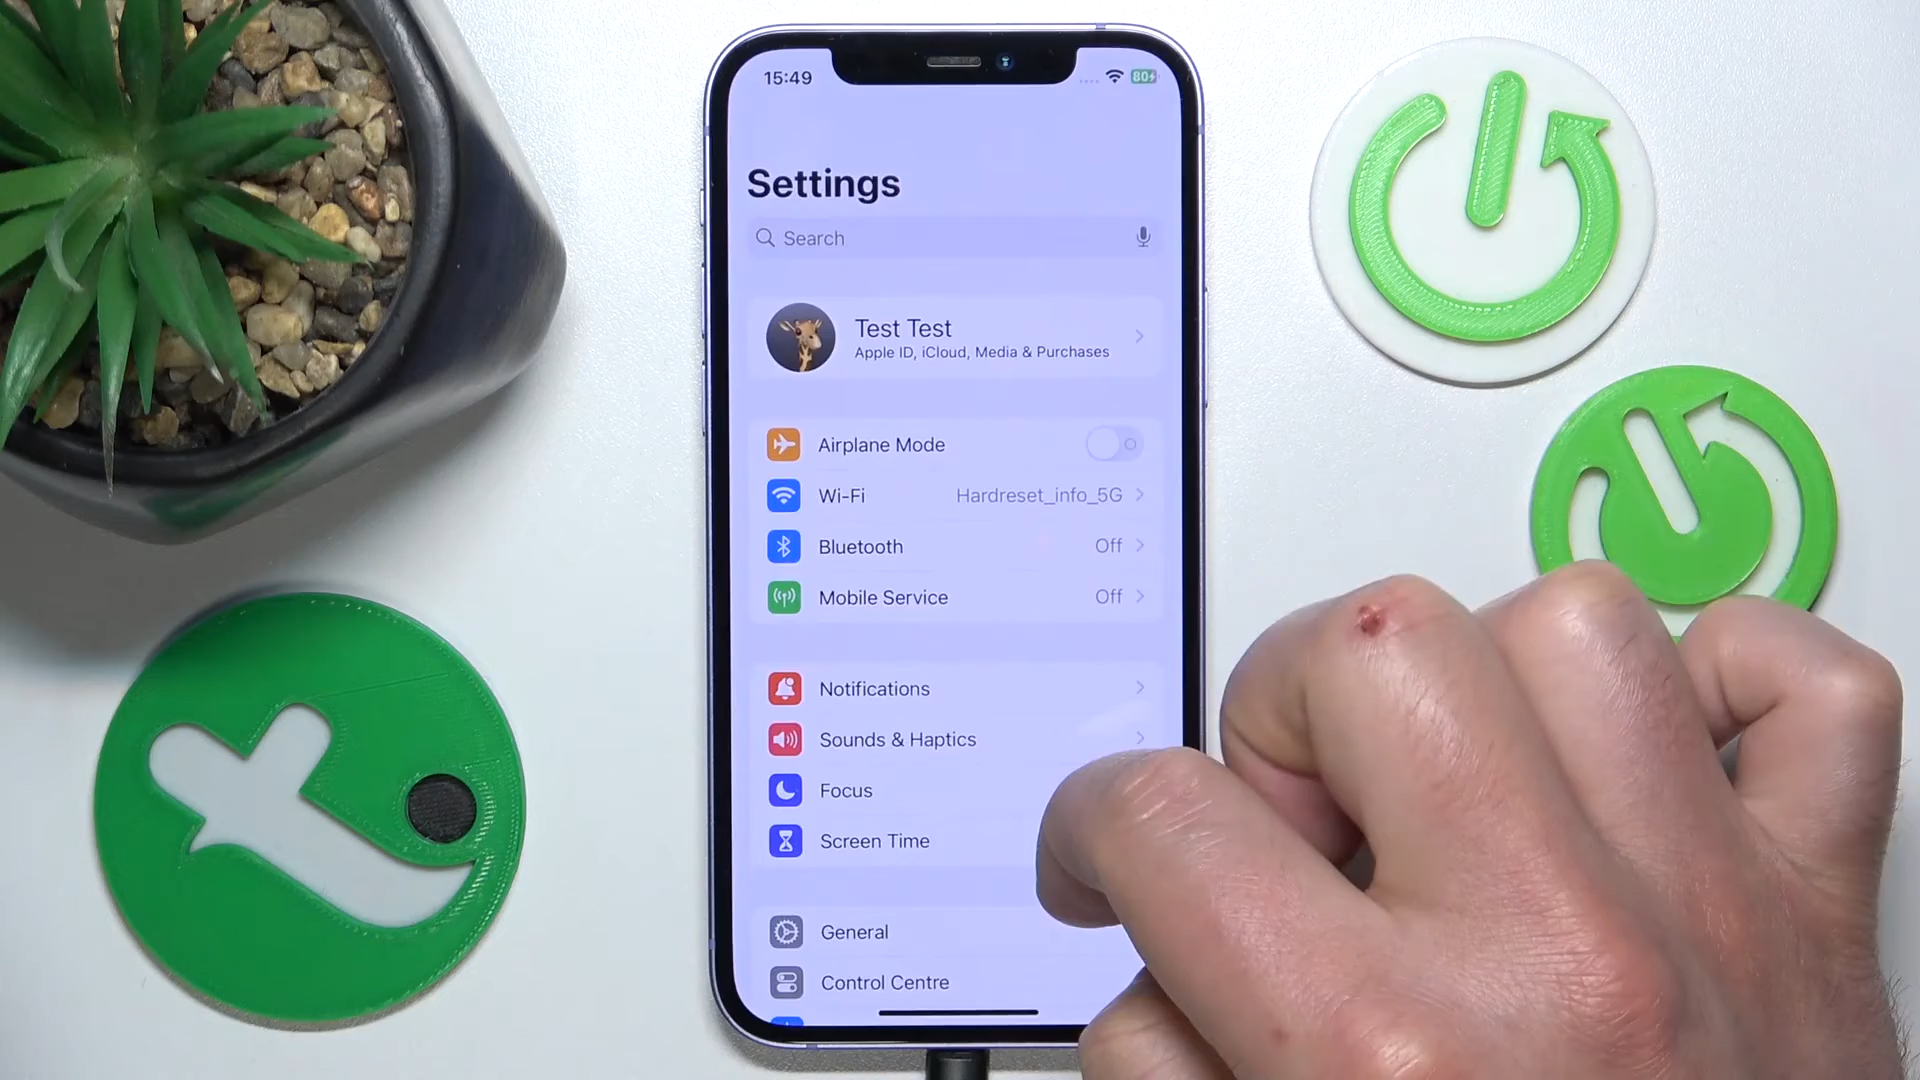 15:49
80
Settings
Search
Test Test
Apple ID, iCloud, Media & Purchases
Airplane Mode
Wi-Fi
Hardreset_info_5G
Bluetooth
Off
Mobile Service
Off
Notifications
Sounds & Haptics
Focus
Screen Time
General
Control Centre